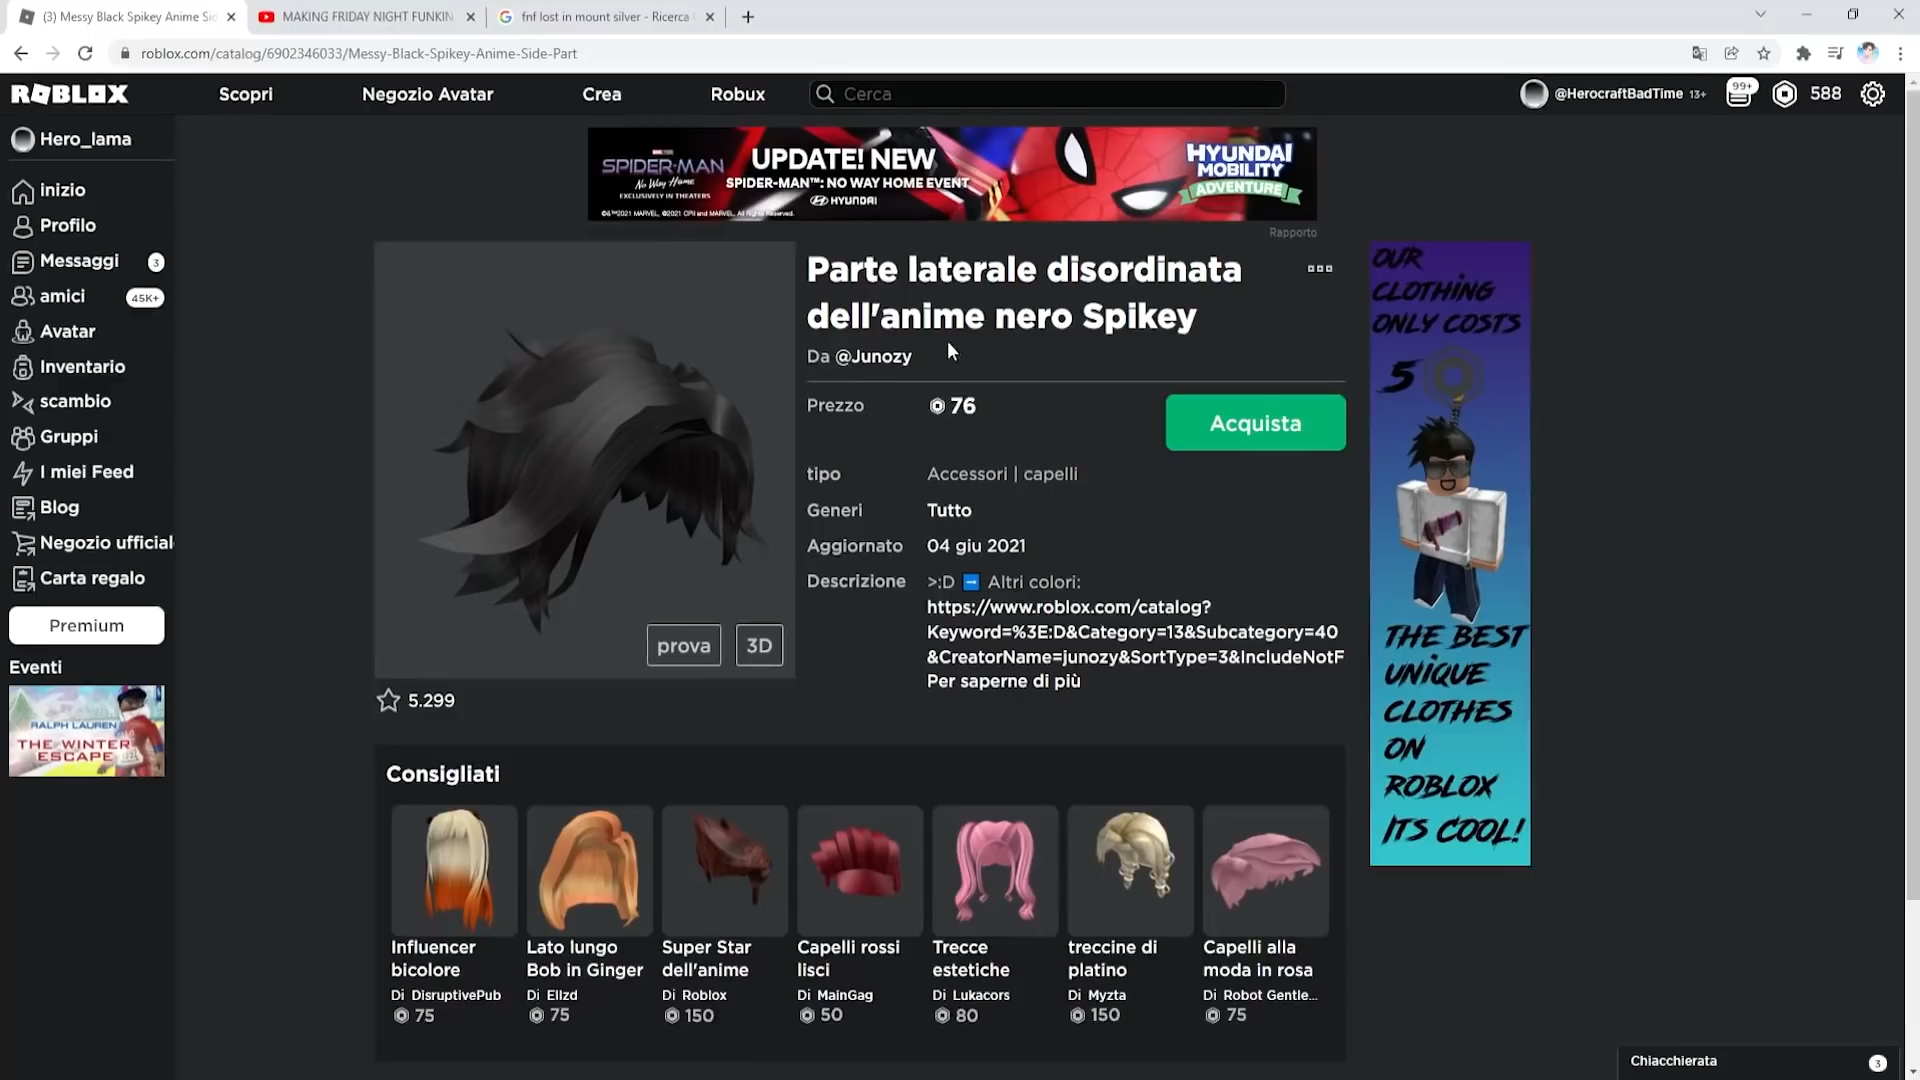 (3) Messy Black Spikey Anime Sid
MAKING FRIDAY NIGHT FUNKIN
fnf lost in mount silver - Ricerca
roblox.com/catalog/6902346033/Messy-Black-Spikey-Anime-Side-Part
ROBLOX
Scopri
Negozio Avatar
Crea
Robux
Cerca
@HerocraftBadTime 13+
99+
588
Hero_lama
inizio
Profilo
Messaggi 3
amici 45K+
Avatar
Inventario
scambio
Gruppi
I miei Feed
Blog
Negozio ufficial
Carta regalo
Premium
Eventi
RALPH LAUREN
THE WINTER
ESCAPE
SPIDER-MAN
No Way Home
EXCLUSIVELY IN THEATERS
UPDATE! NEW
SPIDER-MAN™: NO WAY HOME EVENT
HYUNDAI
HYUNDAI
MOBILITY
ADVENTURE
Rapporto
Parte laterale disordinata
dell'anime nero Spikey
Da @Junozy
Prezzo 76
Acquista
tipo Accessori | capelli
Generi Tutto
Aggiornato 04 giu 2021
Descrizione >:D Altri colori:
https://www.roblox.com/catalog?
Keyword=%3E:D&Category=13&Subcategory=40
&CreatorName=junozy&SortType=3&IncludeNotF
Per saperne di più
prova
3D
5.299
OUR
CLOTHING
ONLY COSTS
5
THE BEST
UNIQUE
CLOTHES
ON
ROBLOX
ITS COOL!
Consigliati
Influencer
bicolore
Di DisruptivePub
75
Lato lungo
Bob in Ginger
Di Ellzd
75
Super Star
dell'anime
Di Roblox
150
Capelli rossi
lisci
Di MainGag
50
Trecce
estetiche
Di Lukacors
80
treccine di
platino
Di Myzta
150
Capelli alla
moda in rosa
Di Robot Gentle...
75
Chiacchierata 3